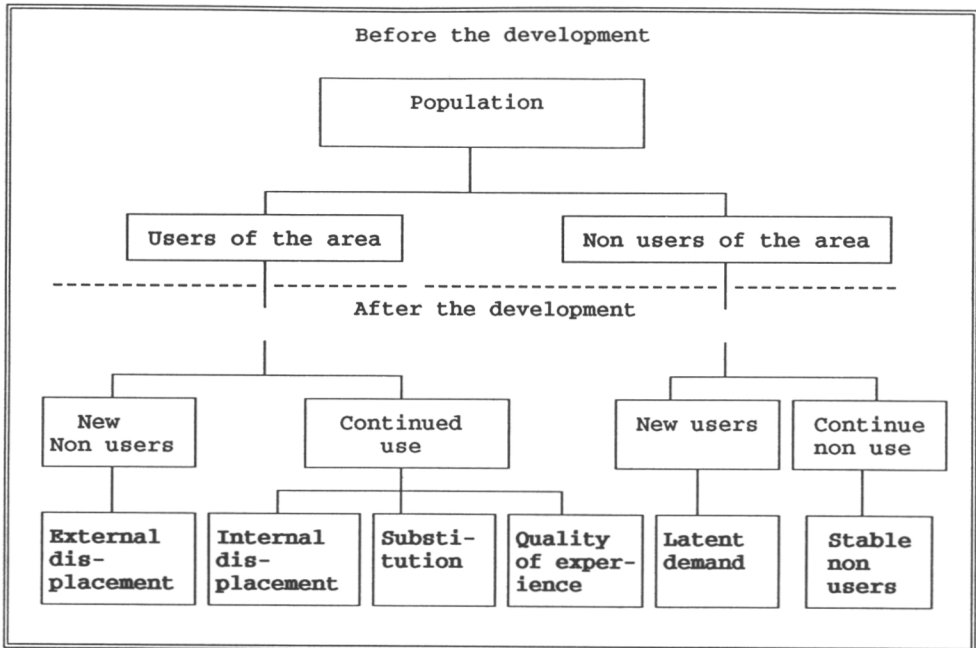 Before the development
Population
Users of the area
Non users of the area
After the development
New
Non users
Continued
use
New users
Continue
non use
External
dis-
placement
Internal
dis-
placement
Substi-
tution
Quality
of exper-
ience
Latent
demand
Stable
non
users